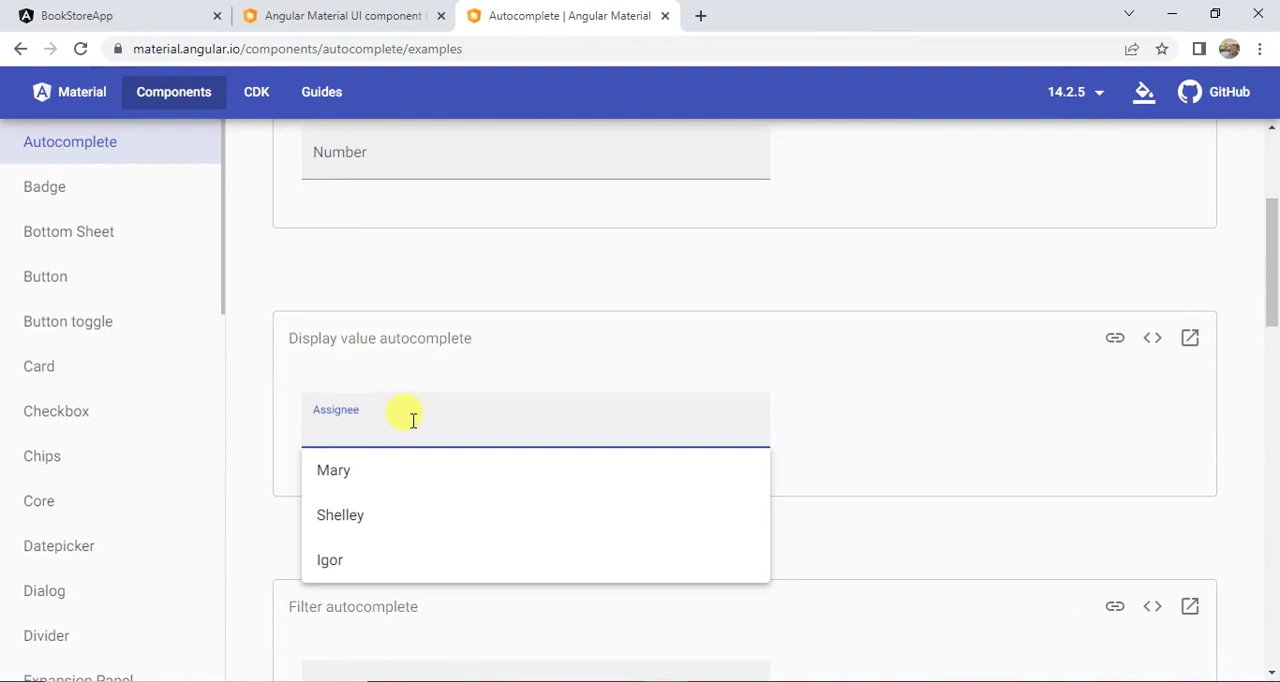 BookStoreApp
Angular Material UI component
Autocomplete | Angular Material
material.angular.io/components/autocomplete/examples
Material
Components
CDK
Guides
14.2.5
GitHub
Autocomplete
Badge
Bottom Sheet
Button
Button toggle
Card
Checkbox
Chips
Core
Datepicker
Dialog
Divider
Expansion Panel
Number
Display value autocomplete
Assignee
Mary
Shelley
Igor
Filter autocomplete